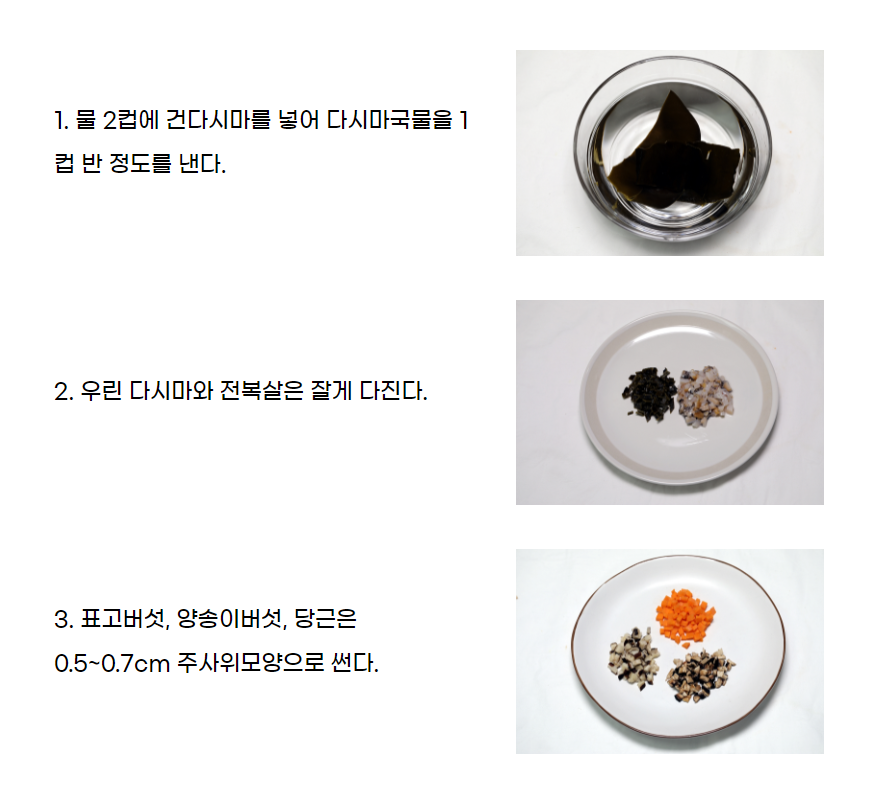 1. 물 2컵에 건다시마를 넣어 다시마국물을 1
컵 반 정도를 낸다.
2. 우린 다시마와 전복살은 잘게 다진다.
3. 표고버섯, 양송이버섯, 당근은
0.5~0.7cm 주사위모양으로 썬다.